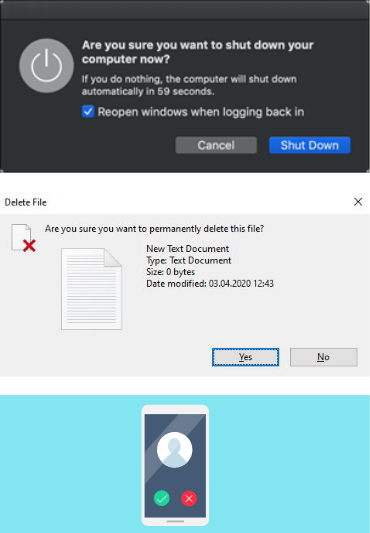 Are you sure you want to shut down your
computer now?
If you do nothing, the computer will shut down
automatically in 59 seconds.
Reopen windows when logging back in
Cancel
Shut Down
Delete File
Are you sure you want to permanently delete this file?
New Text Document
Type: Text Document
Size: 0 bytes
Date modified: 03.04.2020 12:43
Yes
No